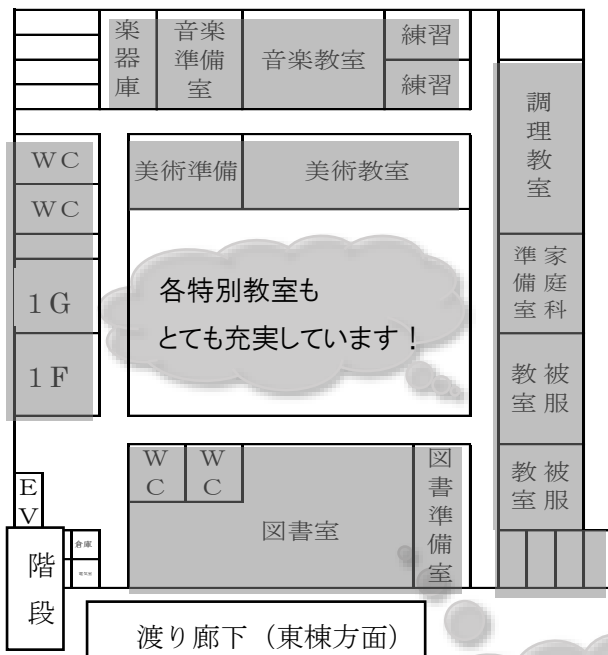 楽器庫
音楽準備室
音楽教室
練習
練習
調理教室
WC
WC
美術準備
美術教室
各特別教室も
とても充実しています！
家庭科準備室
1G
1F
被服教室
被服教室
WC
WC
図書室
図書準備室
EV
倉庫
階段
渡り廊下（東棟方面）